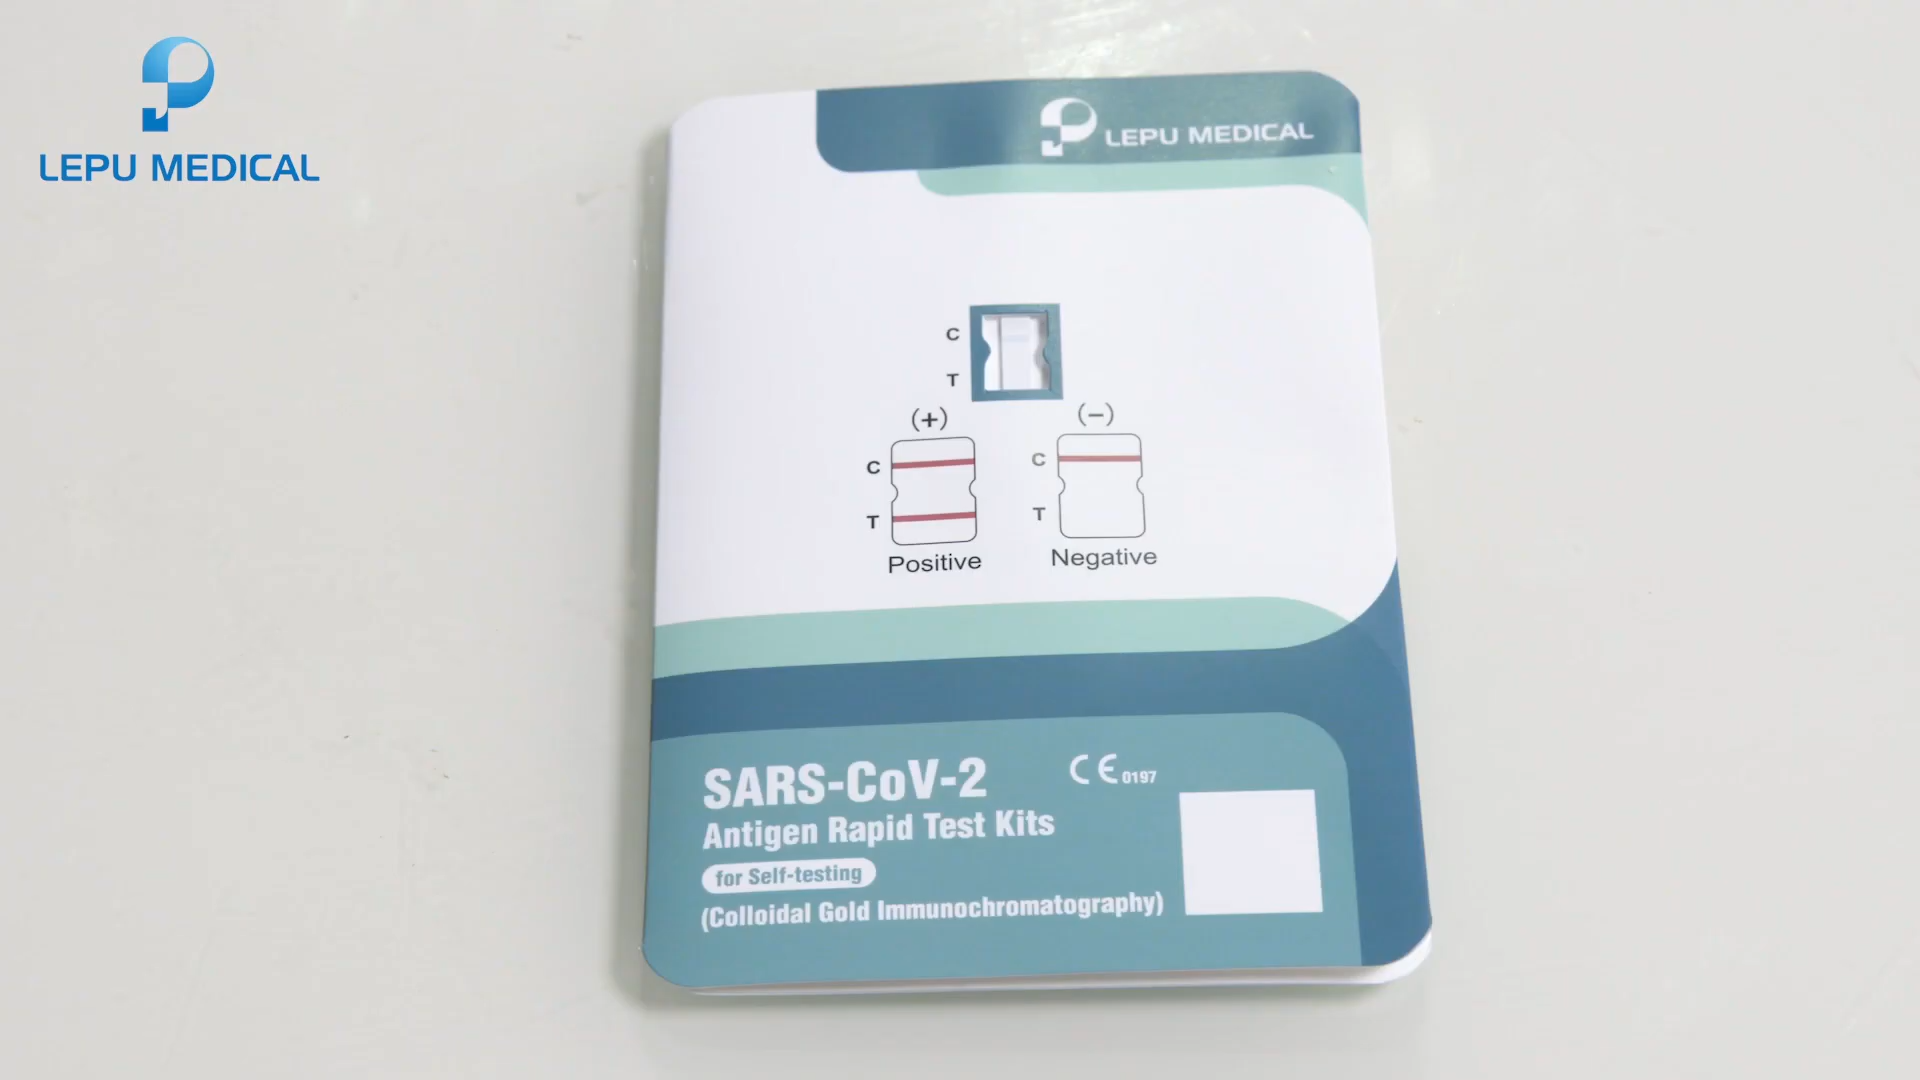 LEPU MEDICAL
LEPU MEDICAL
C
T
(+)
(−)
C
C
T
T
Positive
Negative
SARS-CoV-2
CE 0197
Antigen Rapid Test Kits
for Self-testing
(Colloidal Gold Immunochromatography)